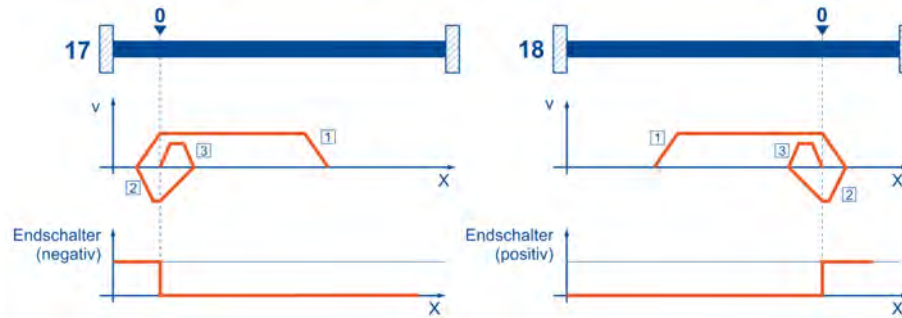 0
17
v
1
3
2
X
Endschalter
(negativ)
X
0
18
v
1
3
2
X
Endschalter
(positiv)
X